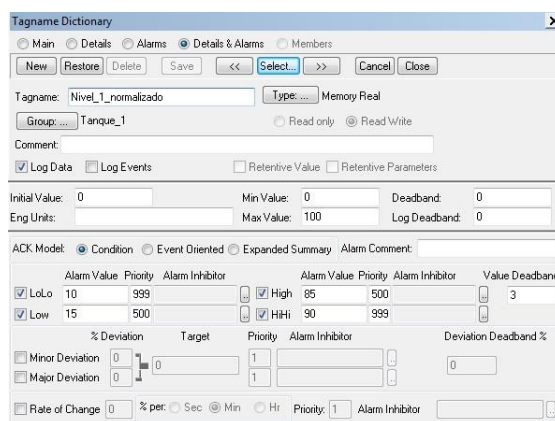 Tagname Dictionary
Main Details Alarms Details & Alarms Members
New Restore Delete Save << Select... >> Cancel Close
Tagname: Nivel_1_normalizado Type: ... Memory Real
Group: ... Tanque_1 Read only Read Write
Comment:
Log Data Log Events Retentive Value Retentive Parameters
Initial Value: 0 Min Value: 0 Deadband: 0
Eng Units: Max Value: 100 Log Deadband: 0
ACK Model: Condition Event Oriented Expanded Summary Alarm Comment:
Alarm Value Priority Alarm Inhibitor Alarm Value Priority Alarm Inhibitor Value Deadband
LoLo 10 999 ... High 85 500 ... 3
Low 15 500 ... HiHi 90 999 ...
% Deviation Target Priority Alarm Inhibitor Deviation Deadband %
Minor Deviation 0 0 1 ... 0
Major Deviation 0 1 ...
Rate of Change 0 % per: Sec Min Hr Priority: 1 Alarm Inhibitor ...